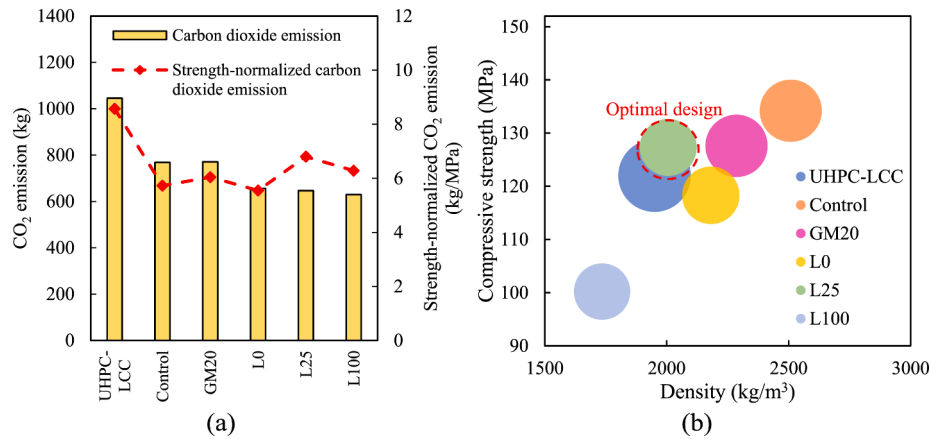 1400
1200
1000
800
600
400
200
0
CO₂ emission (kg)
Carbon dioxide emission
Strength-normalized carbon
dioxide emission
12
10
8
6
4
2
0
Strength-normalized CO₂ emission
(kg/MPa)
UHPC-
LCC
Control
GM20
L0
L25
L100
(a)
150
140
130
120
110
100
90
Compressive strength (MPa)
Optimal design
UHPC-LCC
Control
GM20
L0
L25
L100
1500
2000
2500
3000
Density (kg/m³)
(b)